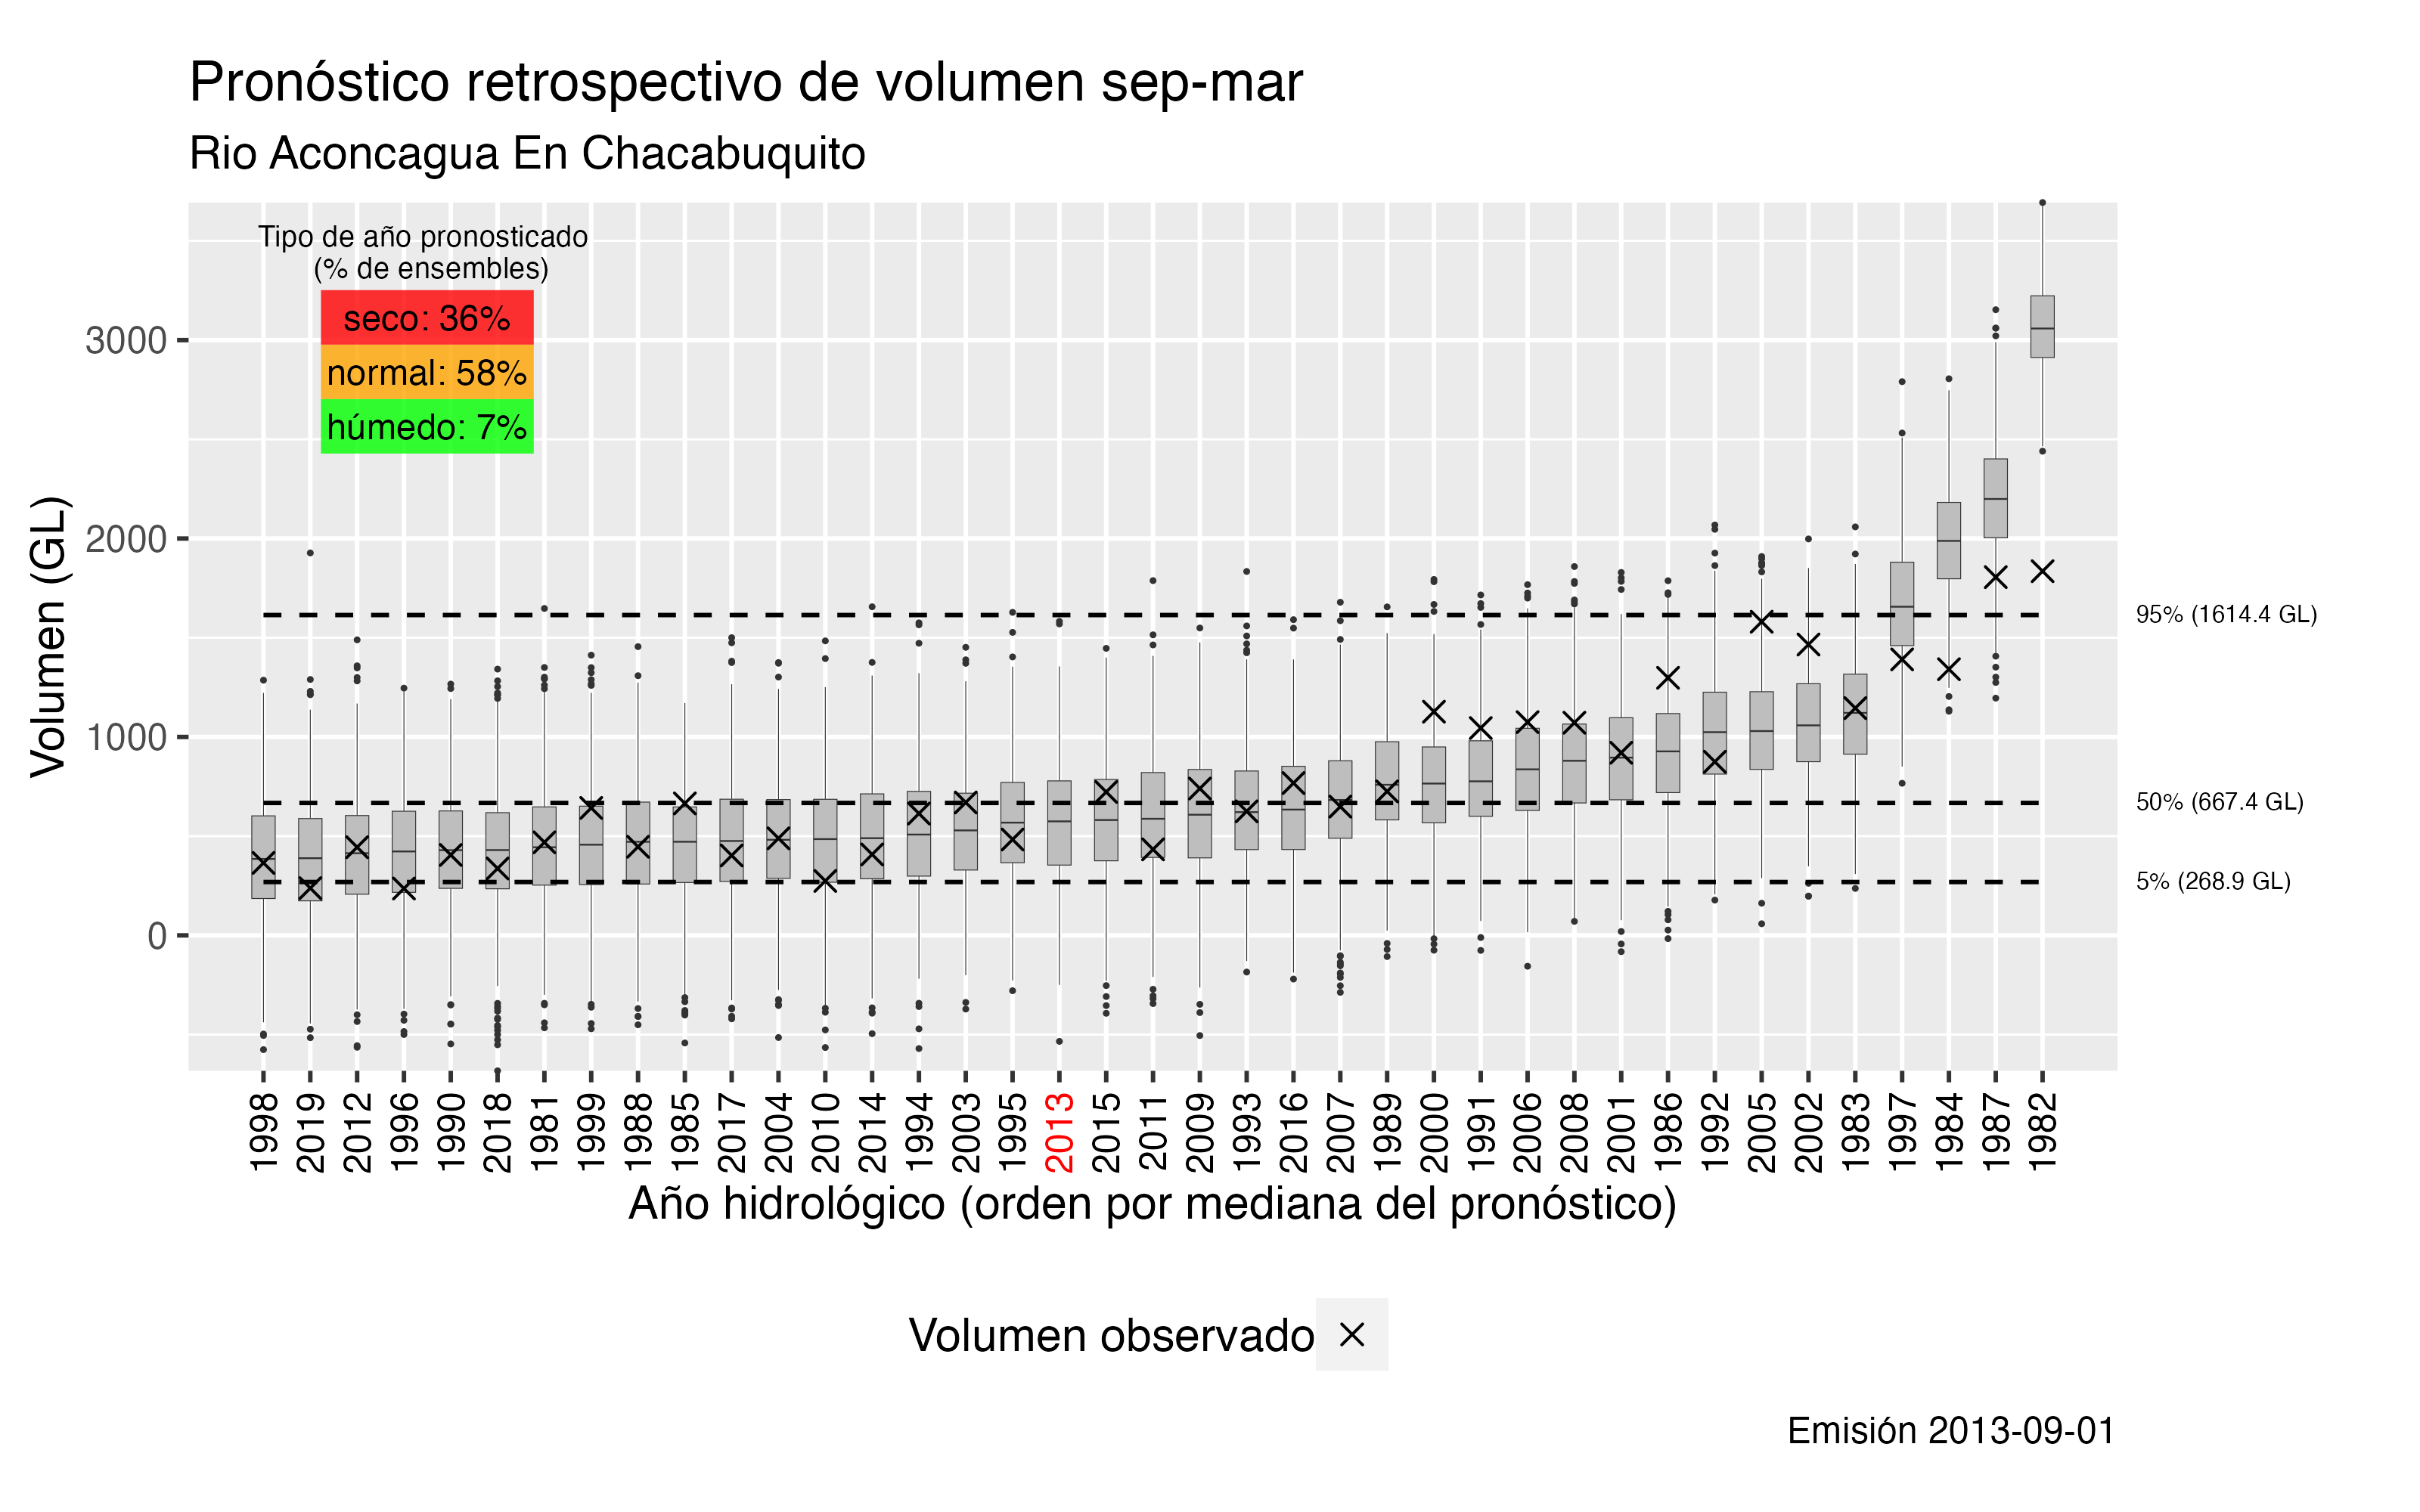 Pronóstico retrospectivo de volumen sep-mar
Rio Aconcagua En Chacabuquito
Tipo de año pronosticado
(% de ensembles)
seco: 36%
normal: 58%
húmedo: 7%
Volumen (GL)
3000
2000
1000
0
95% (1614.4 GL)
50% (667.4 GL)
5% (268.9 GL)
1998 2019 2012 1996 1990 2018 1981 1999 1988 1985 2017 2004 2010 2014 1994 2003 1995 2013 2015 2011 2009 1993 2016 2007 1989 2000 1991 2006 2008 2001 1986 1992 2005 2002 1983 1997 1984 1987 1982
Año hidrológico (orden por mediana del pronóstico)
Volumen observado
Emisión 2013-09-01